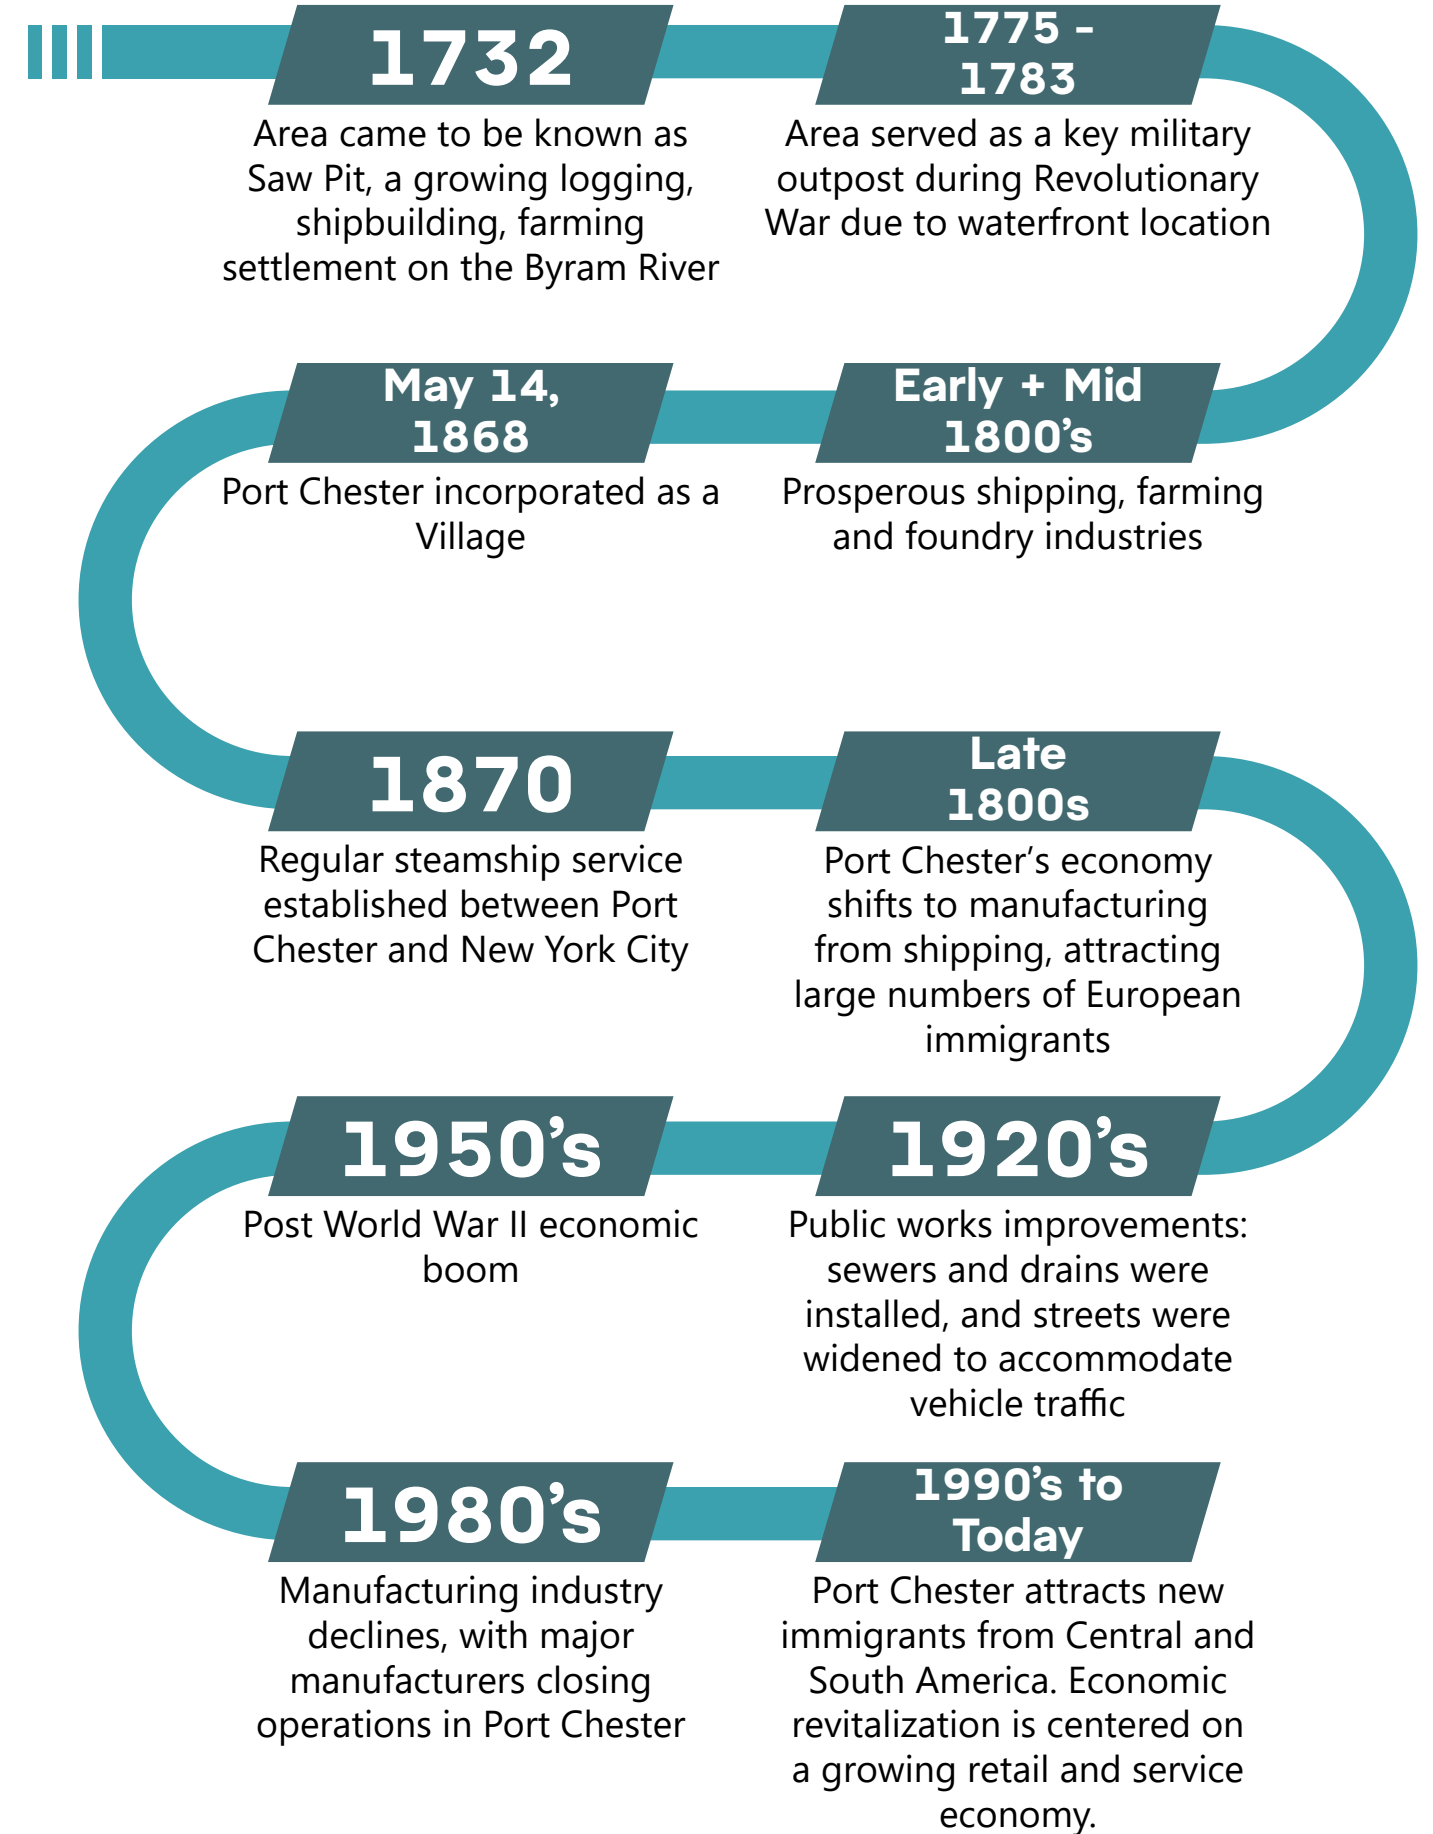 1732
Area came to be known as
Saw Pit, a growing logging,
shipbuilding, farming
settlement on the Byram River
1775 -
1783
Area served as a key military
outpost during Revolutionary
War due to waterfront location
Early + Mid
1800’s
Prosperous shipping, farming
and foundry industries
May 14,
1868
Port Chester incorporated as a
Village
1870
Regular steamship service
established between Port
Chester and New York City
Late
1800s
Port Chester’s economy
shifts to manufacturing
from shipping, attracting
large numbers of European
immigrants
1920’s
Public works improvements:
sewers and drains were
installed, and streets were
widened to accommodate
vehicle traffic
1950’s
Post World War II economic
boom
1980’s
Manufacturing industry
declines, with major
manufacturers closing
operations in Port Chester
1990’s to
Today
Port Chester attracts new
immigrants from Central and
South America. Economic
revitalization is centered on
a growing retail and service
economy.